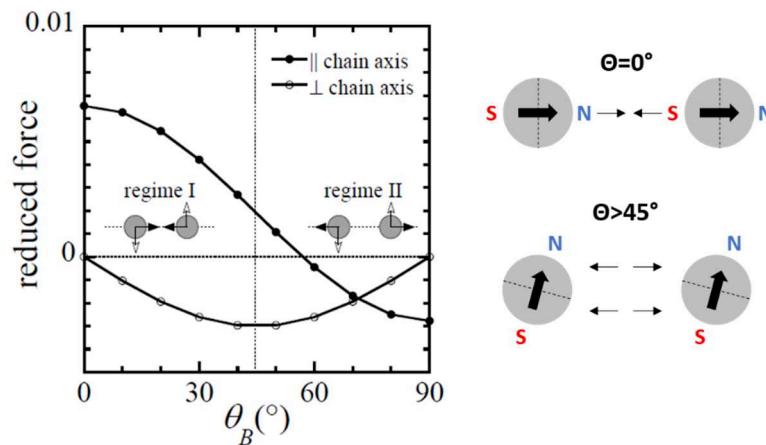 0.01
∥ chain axis
⊥ chain axis
regime I
regime II
0
reduced force
0 30 60 90
θB(°)
Θ=0°
S N S N
Θ>45°
N N
S S